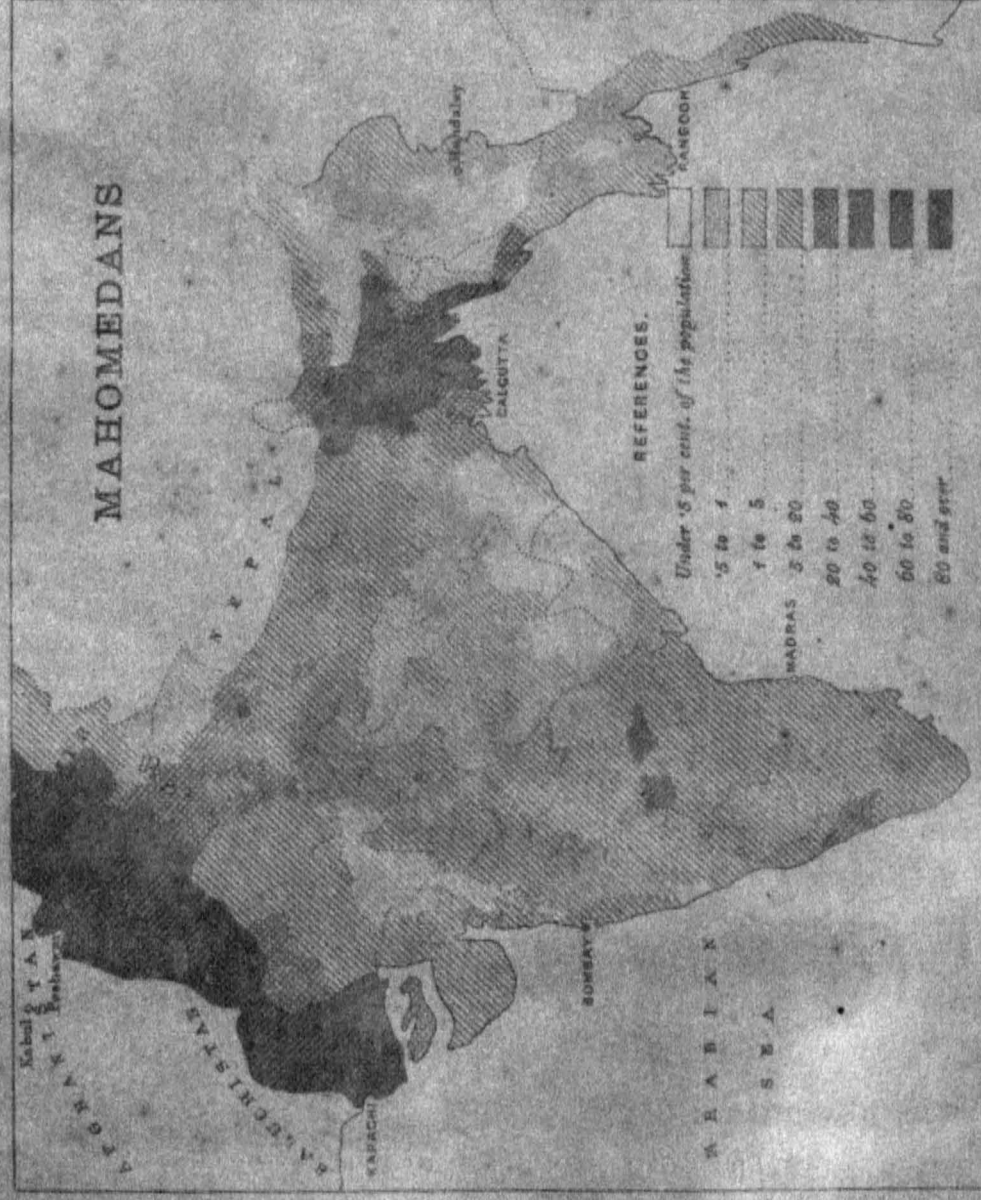 MAHOMEDANS
Kabul
AFGHANISTAN
BALUCHISTAN
KARACHI
NEPAL
Mandalay
RANGOON
CALCUTTA
BOMBAY
MADRAS
ARABIAN
SEA
REFERENCES.
Under ·5 per cent. of the population
·5 to 1
1 to 5
5 to 20
20 to 40
40 to 60
60 to 80
80 and over